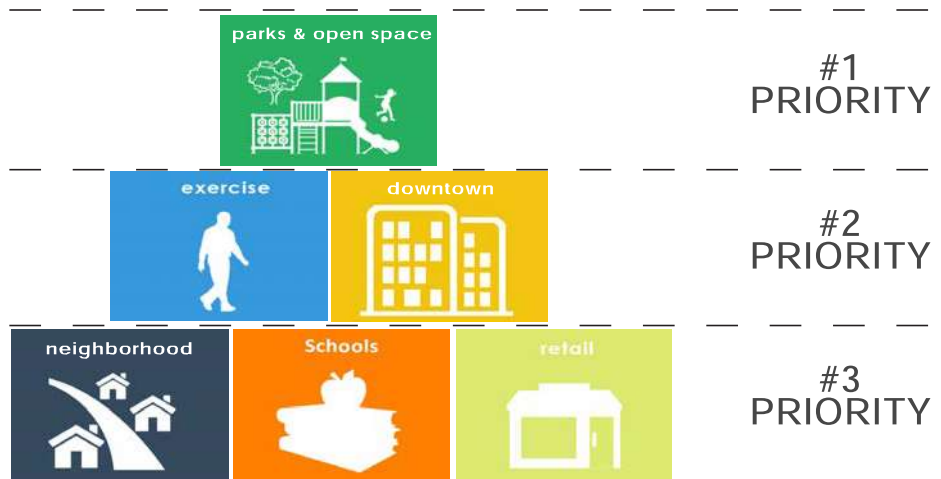 parks & open space
#1
PRIORITY
exercise
downtown
#2
PRIORITY
neighborhood
Schools
retail
#3
PRIORITY